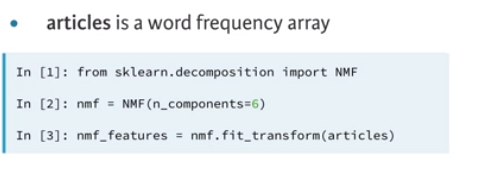 • articles is a word frequency array
In [1]: from sklearn.decomposition import NMF
In [2]: nmf = NMF(n_components=6)
In [3]: nmf_features = nmf.fit_transform(articles)